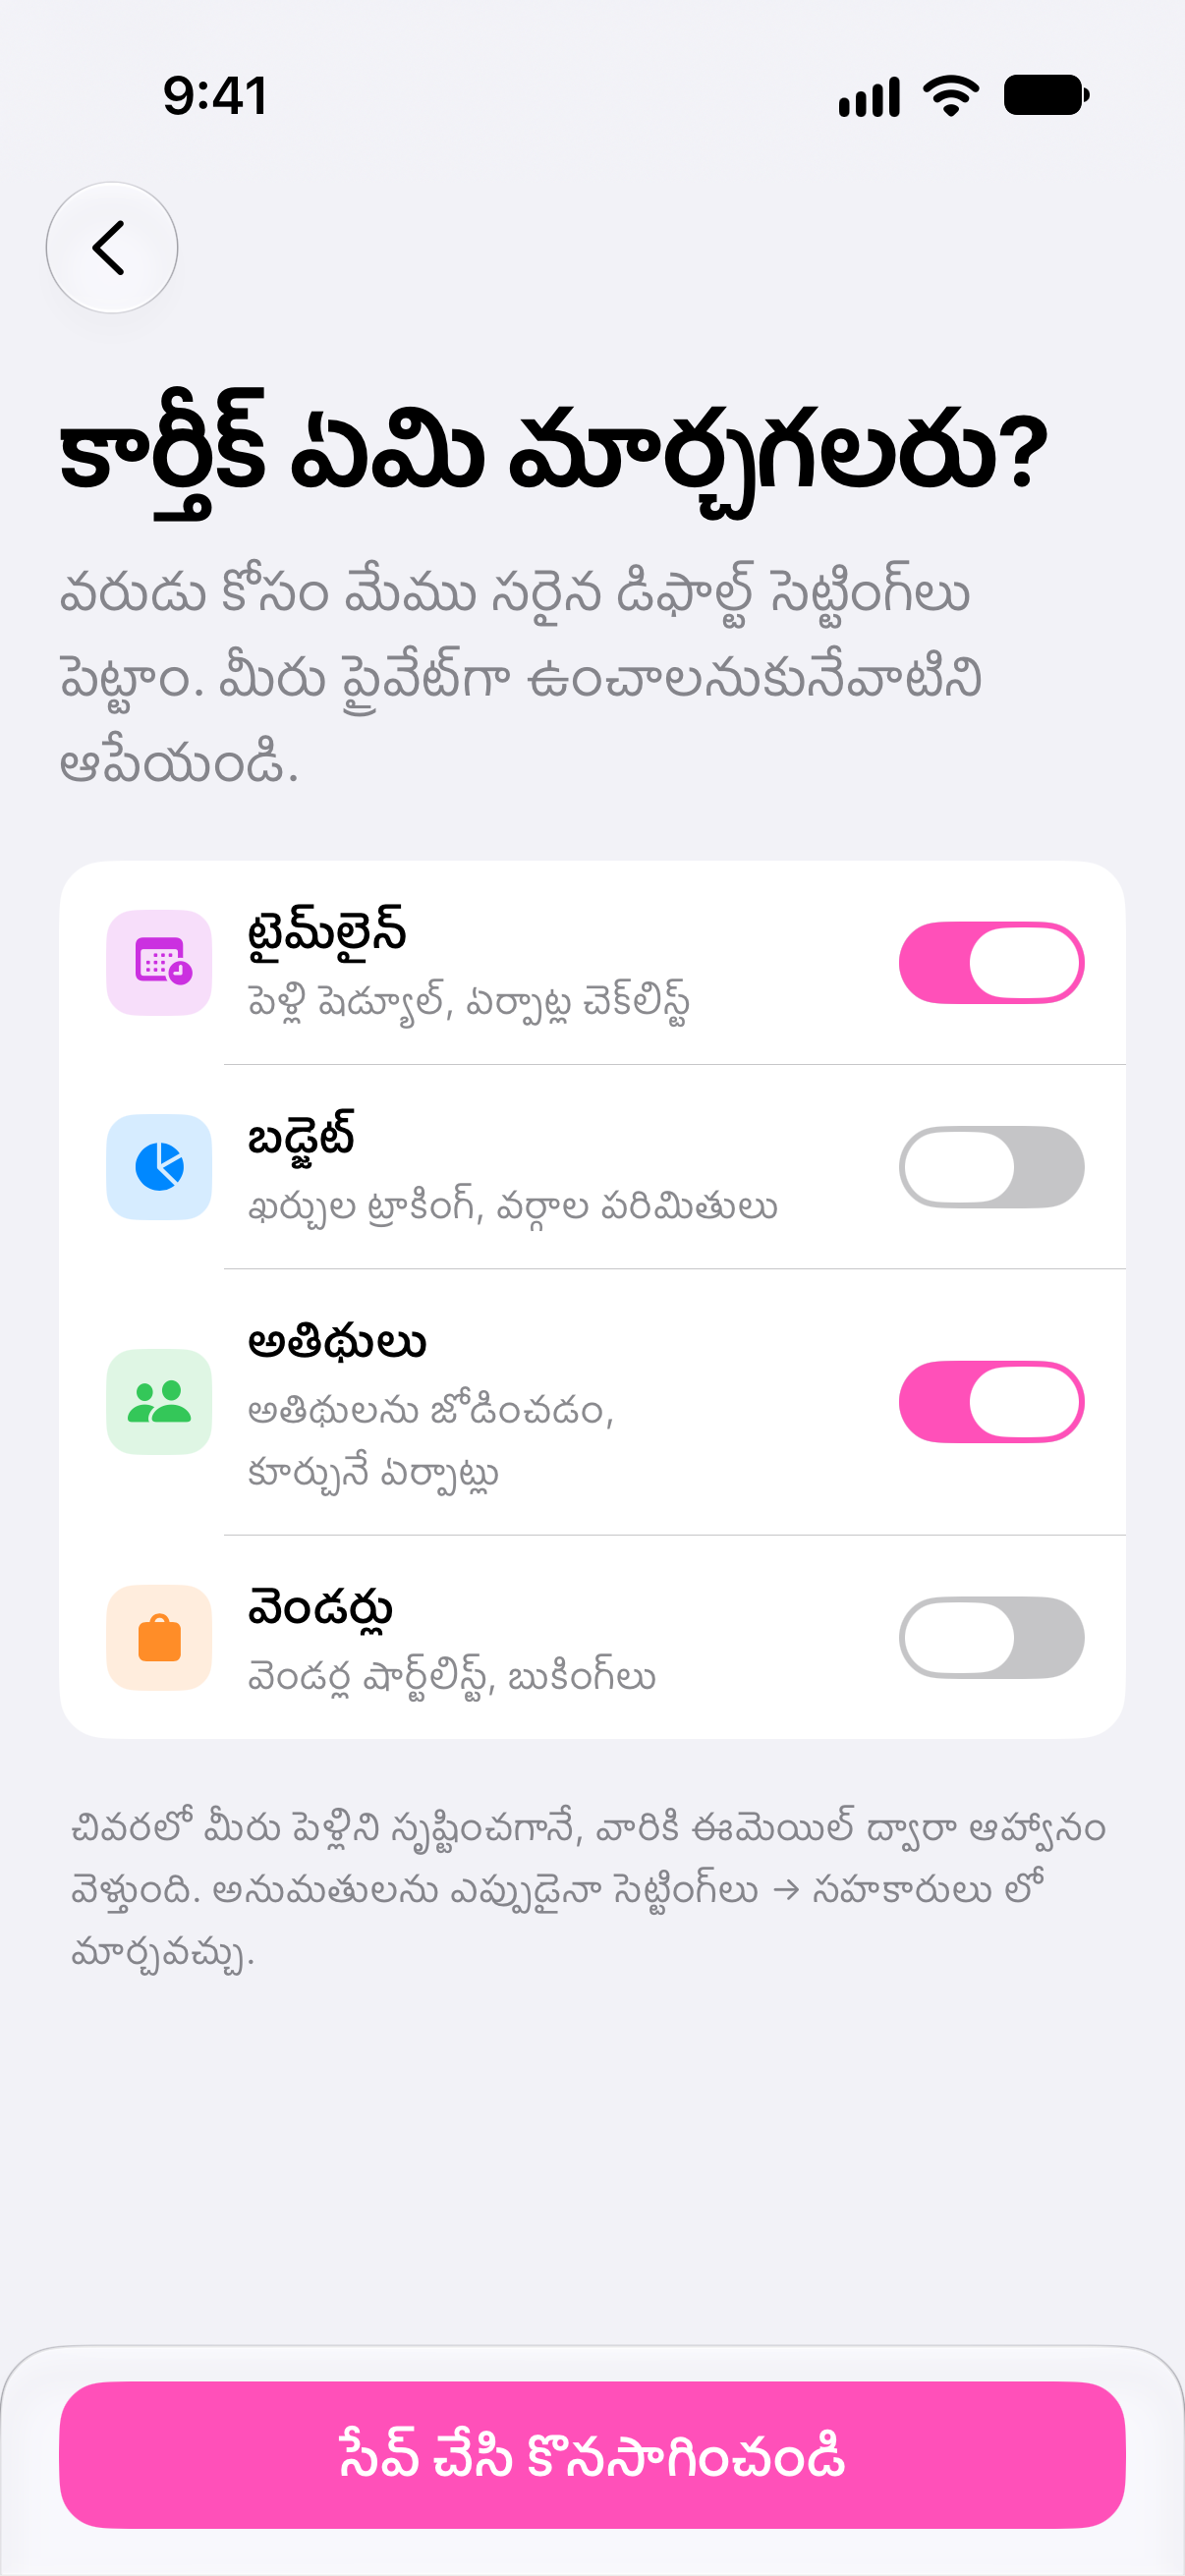 9:41
కార్తీక్ ఏమి మార్చగలరు?
వరుడు కోసం మేము సరైన డిఫాల్ట్ సెట్టింగ్‌లు
పెట్టాం. మీరు ప్రైవేట్‌గా ఉంచాలనుకునేవాటిని
ఆపేయండి.
టైమ్‌లైన్
పెళ్లి షెడ్యూల్, ఏర్పాట్ల చెక్‌లిస్ట్
బడ్జెట్
ఖర్చుల ట్రాకింగ్, వర్గాల పరిమితులు
అతిథులు
అతిథులను జోడించడం,
కూర్చునే ఏర్పాట్లు
వెండర్లు
వెండర్ల షార్ట్‌లిస్ట్, బుకింగ్‌లు
చివరలో మీరు పెళ్లిని సృష్టించగానే, వారికి ఈమెయిల్ ద్వారా ఆహ్వానం
వెళ్తుంది. అనుమతులను ఎప్పుడైనా సెట్టింగ్‌లు → సహకారులు లో
మార్చవచ్చు.
సేవ్ చేసి కొనసాగించండి